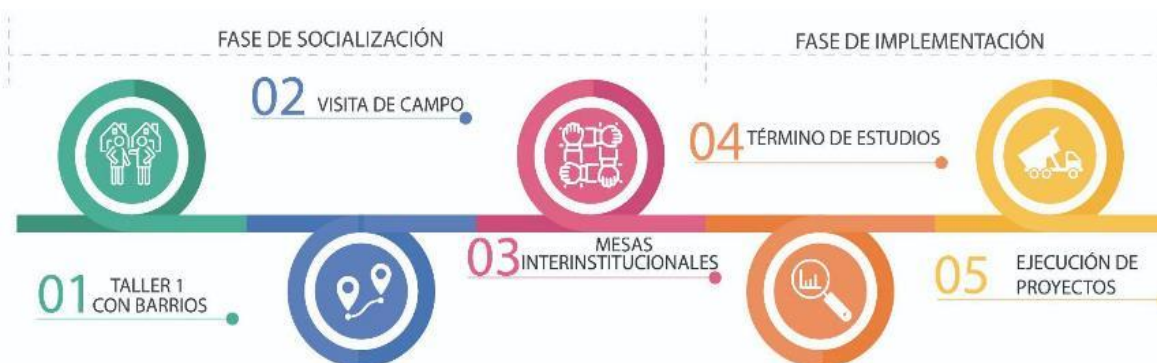 FASE DE SOCIALIZACIÓN
FASE DE IMPLEMENTACIÓN
01 TALLER 1
CON BARRIOS
02 VISITA DE CAMPO
03 MESAS
INTERINSTITUCIONALES
04 TÉRMINO DE ESTUDIOS
05 EJECUCIÓN DE
PROYECTOS